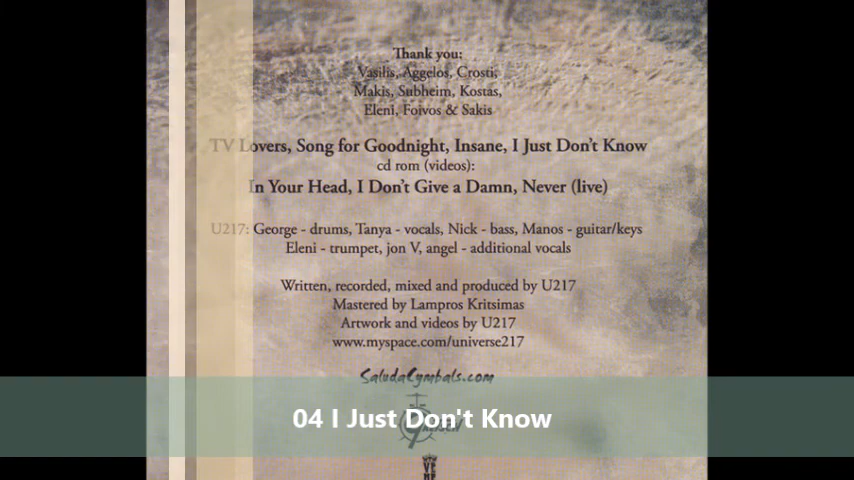 Thank you:
Vasilis, Aggelos, Crosti,
Makis, Subheim, Kostas,
Eleni, Foivos & Sakis
TV Lovers, Song for Goodnight, Insane, I Just Don't Know
cd rom (videos):
In Your Head, I Don't Give a Damn, Never (live)
U217: George - drums, Tanya - vocals, Nick - bass, Manos - guitar/keys
Eleni - trumpet, jon V, angel - additional vocals
Written, recorded, mixed and produced by U217
Mastered by Lampros Kritsimas
Artwork and videos by U217
www.myspace.com/universe217
SaludaCymbals.com
04 I Just Don't Know